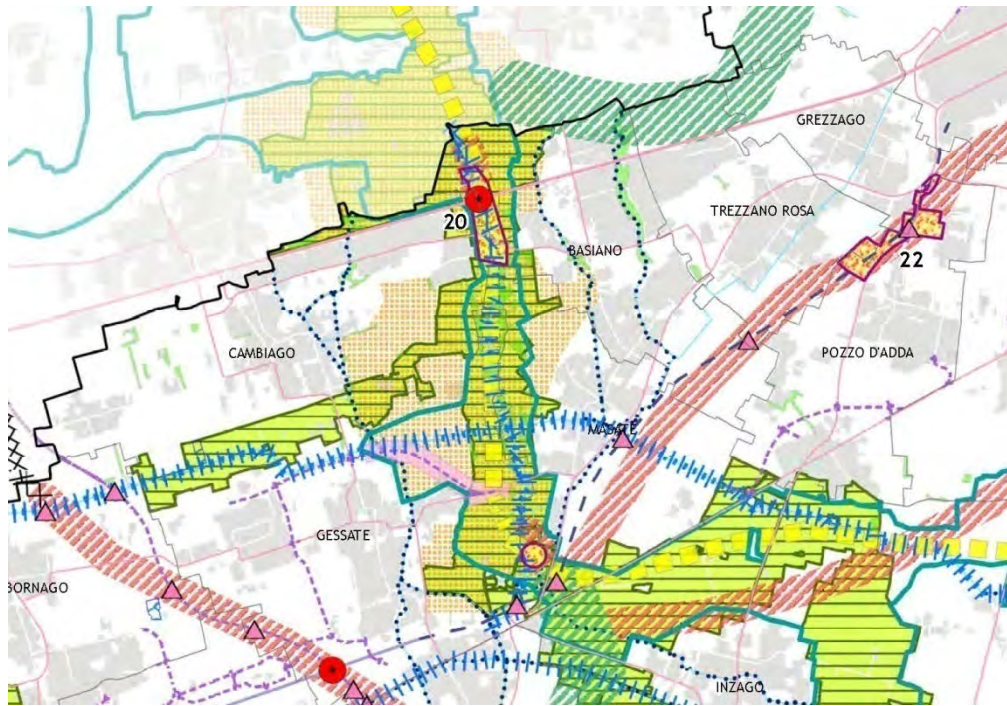 GREZZAGO
TREZZANO ROSA
20
BASIANO
22
CAMBIAGO
POZZO D'ADDA
MASATE
GESSATE
BORNAGO
INZAGO